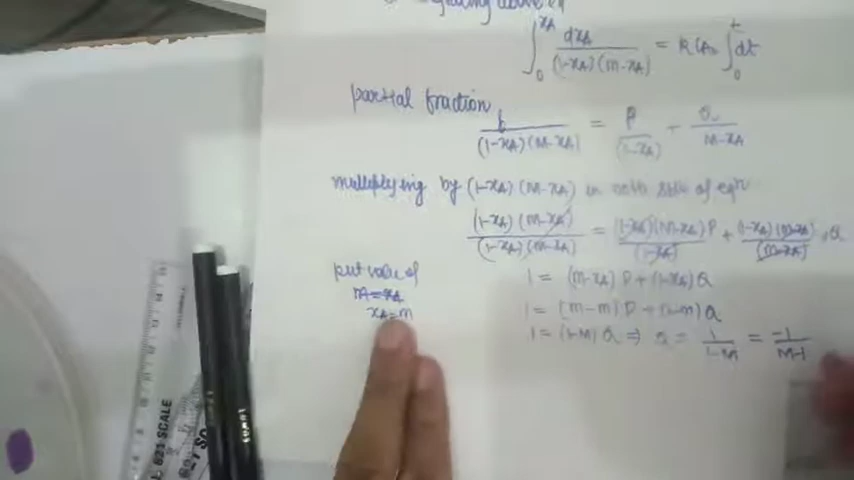 above eq
∫₀^xA dxA / (1-xA) (m-xA) = k CA₀ ∫₀^t dt
partial fraction
1 / (1-xA) (M-xA) = P / (1-xA) + Q / M-xA
multiplying by (1-xA) (M-xA) in both side of eqn
(1-xA) (m-xA) / (1-xA) (m-xA) = (1-xA)(m-xA) P / (1-xA) + (1-xA) (m-xA) / (m-xA) . Q
put value of
1 = (m-xA) P + (1-xA) Q
m=xA
xA=m
1 = (m-m) P + (1-m) Q
1 = (1-M) Q ⇒ Q = 1 / 1-M = -1 / M-1
SCALE